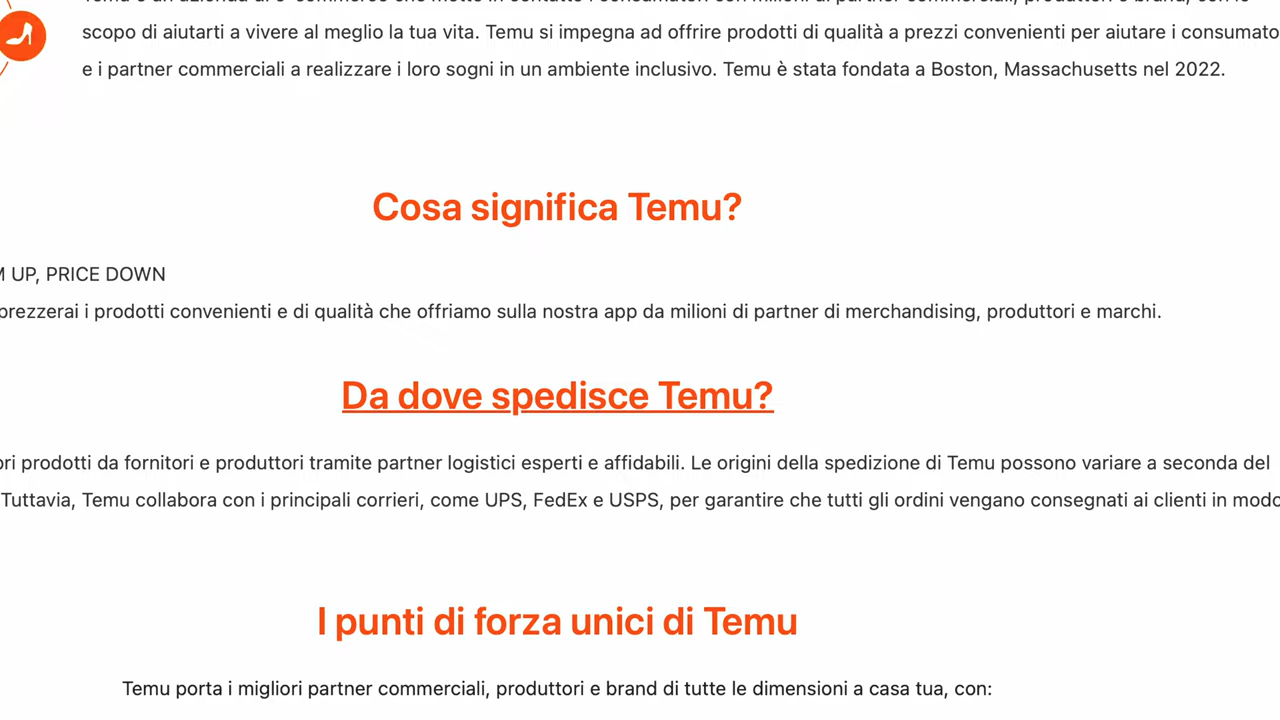 scopo di aiutarti a vivere al meglio la tua vita. Temu si impegna ad offrire prodotti di qualità a prezzi convenienti per aiutare i
e i partner commerciali a realizzare i loro sogni in un ambiente inclusivo. Temu è stata fondata a Boston, Massachusetts nel 2022.
Cosa significa Temu?
UP, PRICE DOWN
i prodotti convenienti e di qualità che offriamo sulla nostra app da milioni di partner di merchandising, produttori e marchi.
Da dove spedisce Temu?
prodotti da fornitori e produttori tramite partner logistici esperti e affidabili. Le origini della spedizione di Temu possono variare a seconda del
Tuttavia, Temu collabora con i principali corrieri, come UPS, FedEx e USPS, per garantire che tutti gli ordini vengano consegnati ai clienti in modo
I punti di forza unici di Temu
Temu porta i migliori partner commerciali, produttori e brand di tutte le dimensioni a casa tua, con: